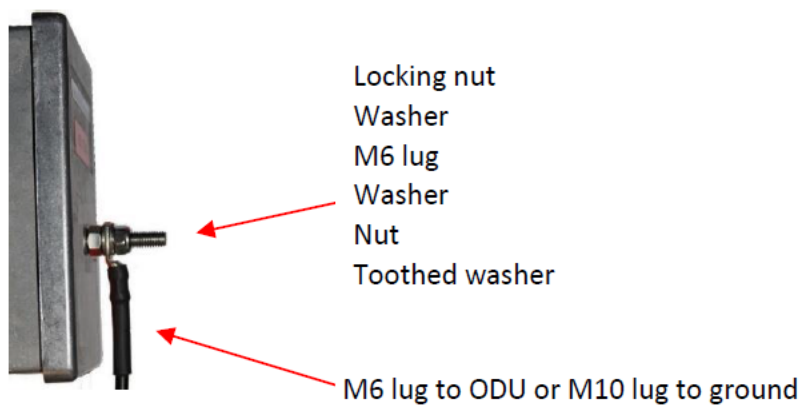 Locking nut
Washer
M6 lug
Washer
Nut
Toothed washer
M6 lug to ODU or M10 lug to ground